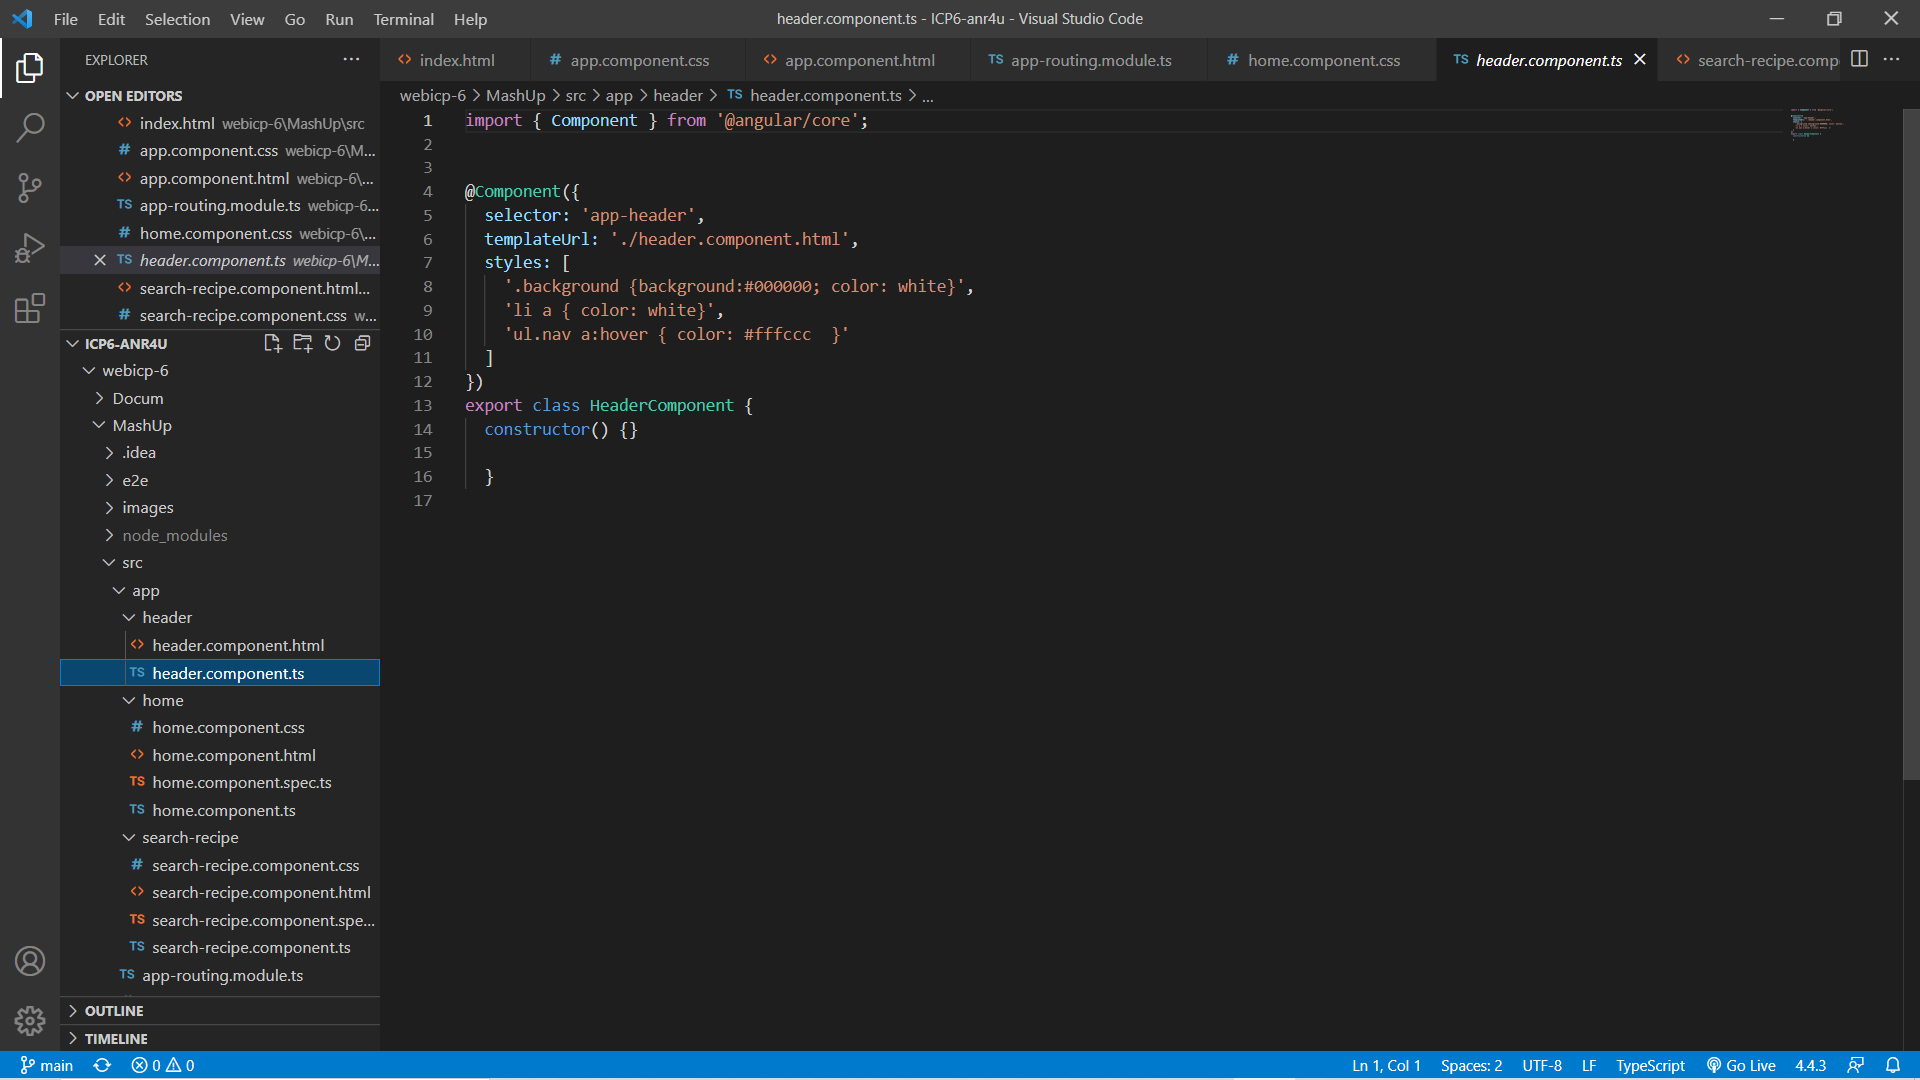 File Edit Selection View Go Run Terminal Help
header.component.ts - ICP6-anr4u - Visual Studio Code
EXPLORER
OPEN EDITORS
<> index.html webicp-6\MashUp\src
# app.component.css webicp-6\M...
<> app.component.html webicp-6\...
TS app-routing.module.ts webicp-6...
# home.component.css webicp-6\...
TS header.component.ts webicp-6\M...
<> search-recipe.component.html...
# search-recipe.component.css w...
ICP6-ANR4U
webicp-6
Docum
MashUp
.idea
e2e
images
node_modules
src
app
header
<> header.component.html
TS header.component.ts
home
# home.component.css
<> home.component.html
TS home.component.spec.ts
TS home.component.ts
search-recipe
# search-recipe.component.css
<> search-recipe.component.html
TS search-recipe.component.spe...
TS search-recipe.component.ts
TS app-routing.module.ts
OUTLINE
TIMELINE
<> index.html # app.component.css <> app.component.html TS app-routing.module.ts # home.component.css TS header.component.ts <> search-recipe.comp
webicp-6 > MashUp > src > app > header > TS header.component.ts > ...
1 import { Component } from '@angular/core';
2
3
4 @Component({
5 selector: 'app-header',
6 templateUrl: './header.component.html',
7 styles: [
8 '.background {background:#000000; color: white}',
9 'li a { color: white}',
10 'ul.nav a:hover { color: #fffccc  }'
11 ]
12 })
13 export class HeaderComponent {
14 constructor() {}
15
16 }
17
main 0 0 Ln 1, Col 1 Spaces: 2 UTF-8 LF TypeScript Go Live 4.4.3